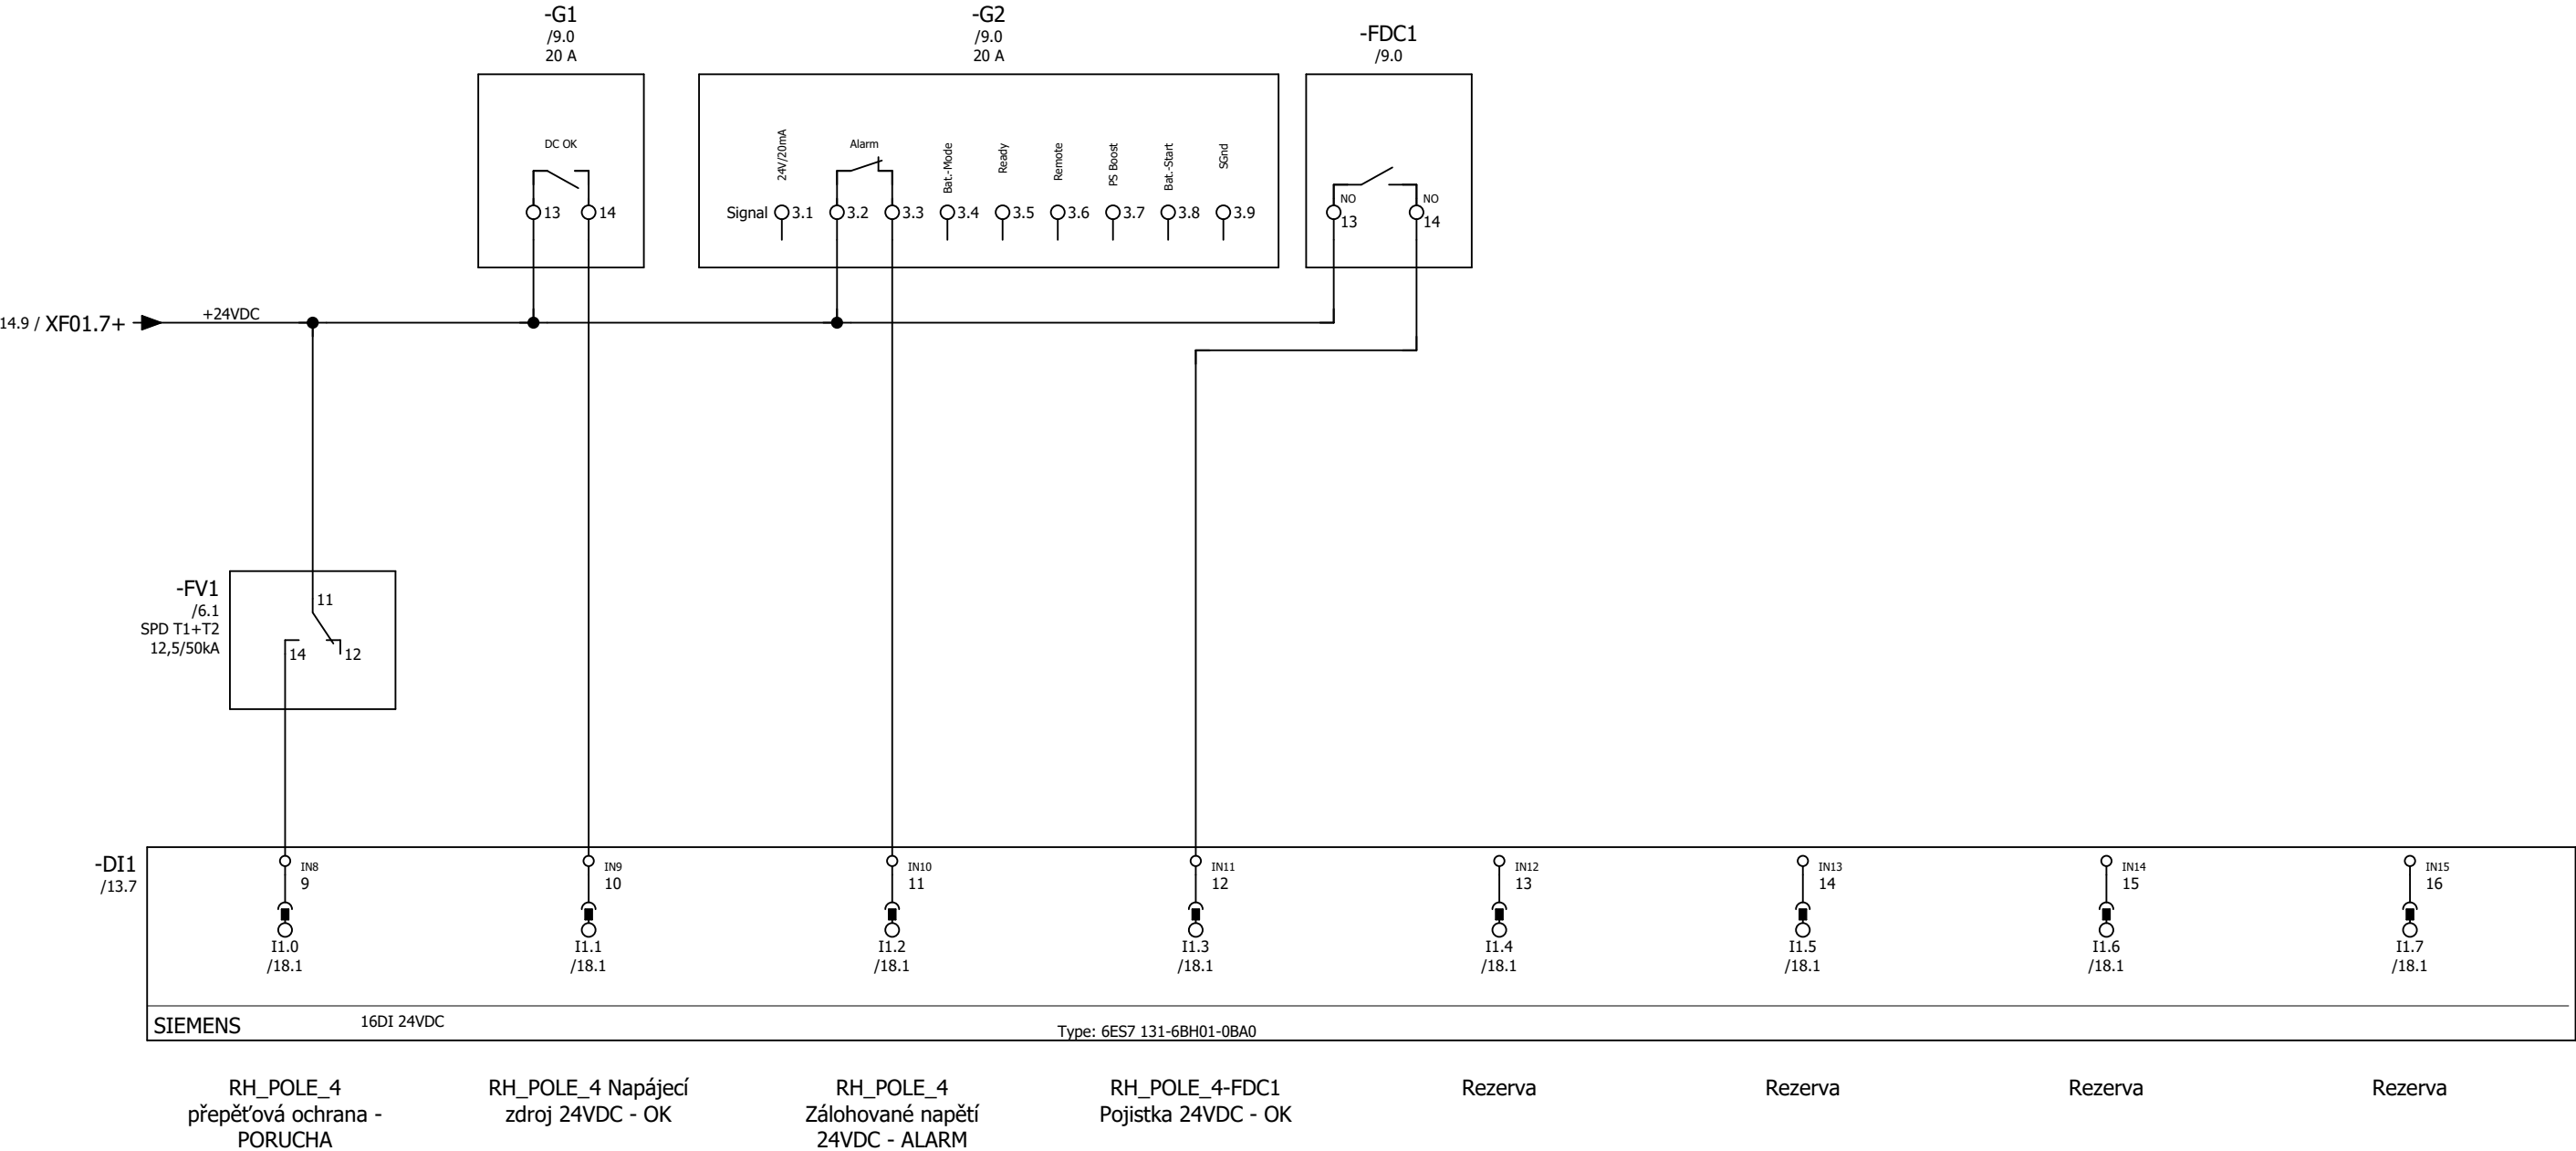 -G1
/9.0
20 A
-G2
/9.0
20 A
-FDC1
/9.0
DC OK
13
14
24V/20mA
Alarm
Bat.-Mode
Ready
Remote
PS Boost
Bat.-Start
SGnd
Signal
3.1
3.2
3.3
3.4
3.5
3.6
3.7
3.8
3.9
NO
13
NO
14
14.9 / XF01.7+
+24VDC
-FV1
/6.1
SPD T1+T2
12,5/50kA
11
14
12
-DI1
/13.7
IN8
9
I1.0
/18.1
IN9
10
I1.1
/18.1
IN10
11
I1.2
/18.1
IN11
12
I1.3
/18.1
IN12
13
I1.4
/18.1
IN13
14
I1.5
/18.1
IN14
15
I1.6
/18.1
IN15
16
I1.7
/18.1
SIEMENS
16DI 24VDC
Type: 6ES7 131-6BH01-0BA0
RH_POLE_4
přepěťová ochrana -
PORUCHA
RH_POLE_4 Napájecí
zdroj 24VDC - OK
RH_POLE_4
Zálohované napětí
24VDC - ALARM
RH_POLE_4-FDC1
Pojistka 24VDC - OK
Rezerva
Rezerva
Rezerva
Rezerva